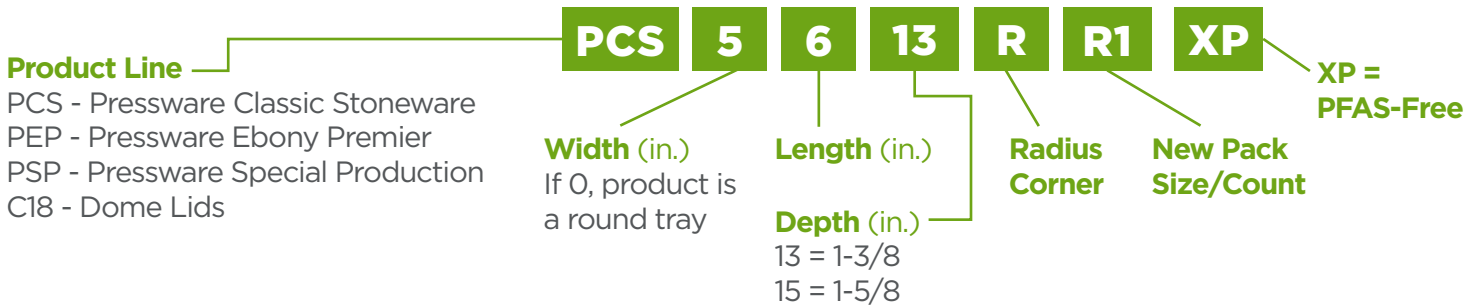 PCS 5 6 13 R R1 XP
Product Line
PCS - Pressware Classic Stoneware
PEP - Pressware Ebony Premier
PSP - Pressware Special Production
C18 - Dome Lids
Width (in.)
If 0, product is
a round tray
Length (in.)
Depth (in.)
13 = 1-3/8
15 = 1-5/8
Radius
Corner
New Pack
Size/Count
XP =
PFAS-Free